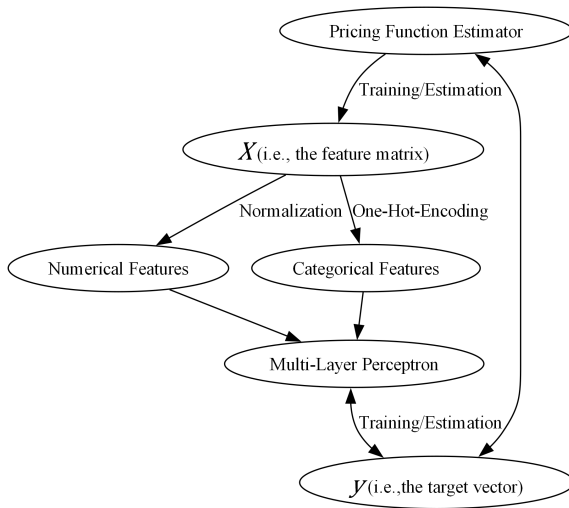 Pricing Function Estimator
Training/Estimation
X (i.e., the feature matrix)
Normalization
One-Hot-Encoding
Numerical Features
Categorical Features
Multi-Layer Perceptron
Training/Estimation
y (i.e.,the target vector)